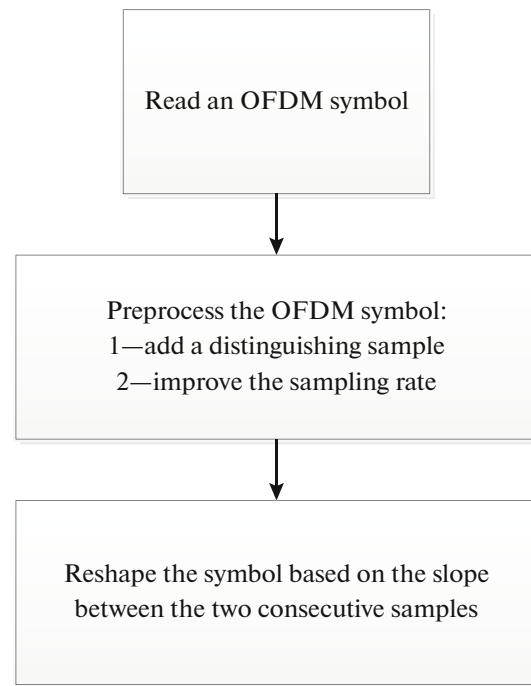 Read an OFDM symbol
Preprocess the OFDM symbol:
1—add a distinguishing sample
2—improve the sampling rate
Reshape the symbol based on the slope
between the two consecutive samples